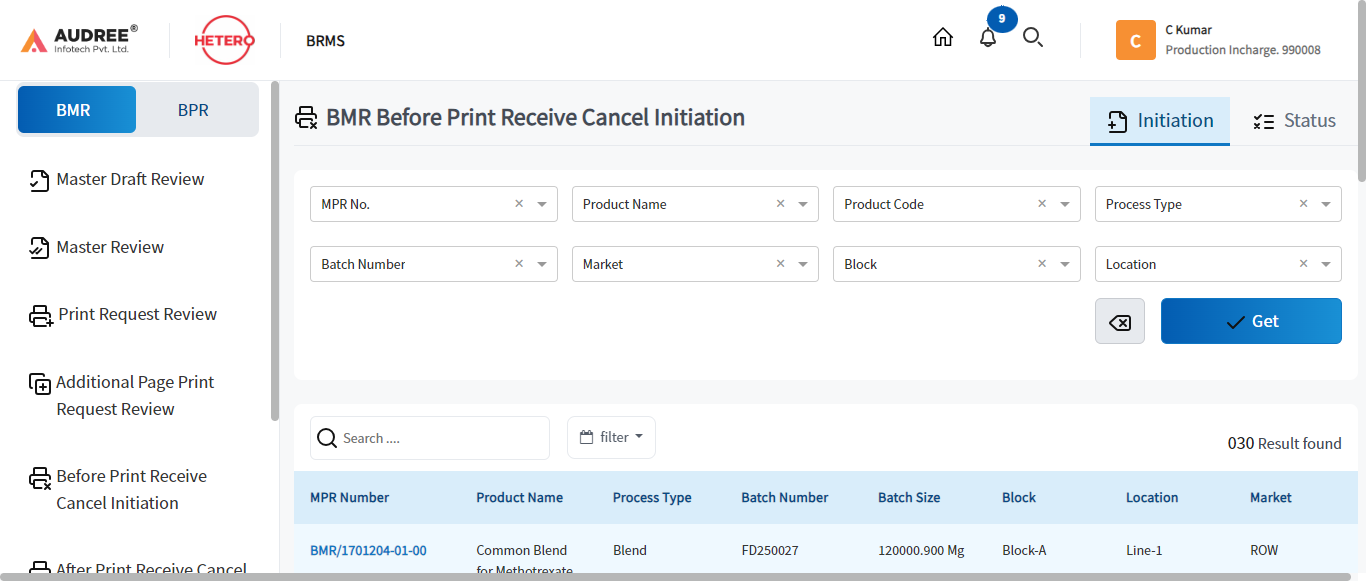 AUDREE®
Infotech Pvt. Ltd.
HETERO
BRMS
9
C
C Kumar
Production Incharge. 990008
BMR
BPR
Master Draft Review
Master Review
Print Request Review
Additional Page Print
Request Review
Before Print Receive
Cancel Initiation
After Print Receive Cancel
BMR Before Print Receive Cancel Initiation
Initiation
Status
MPR No.
Product Name
Product Code
Process Type
Batch Number
Market
Block
Location
Get
Search ....
filter
030 Result found
MPR Number Product Name Process Type Batch Number Batch Size Block Location Market
BMR/1701204-01-00 Common Blend Blend FD250027 120000.900 Mg Block-A Line-1 ROW
for Methotrexate